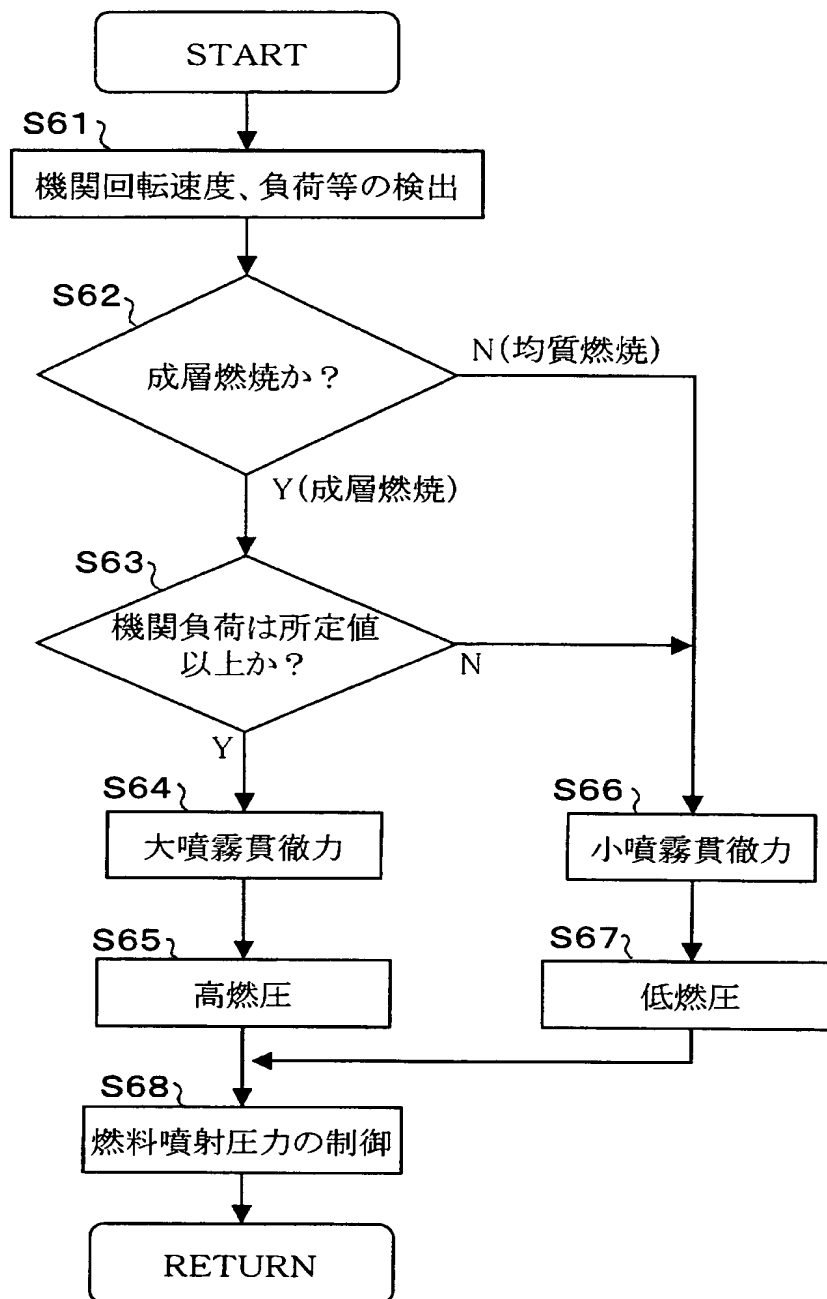 START
S61
機関回転速度、負荷等の検出
S62
成層燃焼か？
N(均質燃焼)
Y(成層燃焼)
S63
機関負荷は所定値
以上か？
N
Y
S64
大噴霧貫徹力
S66
小噴霧貫徹力
S65
高燃圧
S67
低燃圧
S68
燃料噴射圧力の制御
RETURN